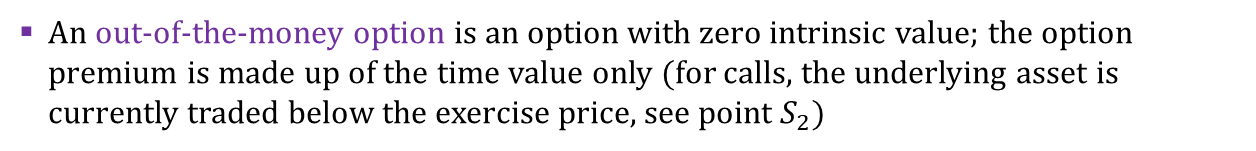 ▪ An out-of-the-money option is an option with zero intrinsic value; the option
premium is made up of the time value only (for calls, the underlying asset is
currently traded below the exercise price, see point S₂)